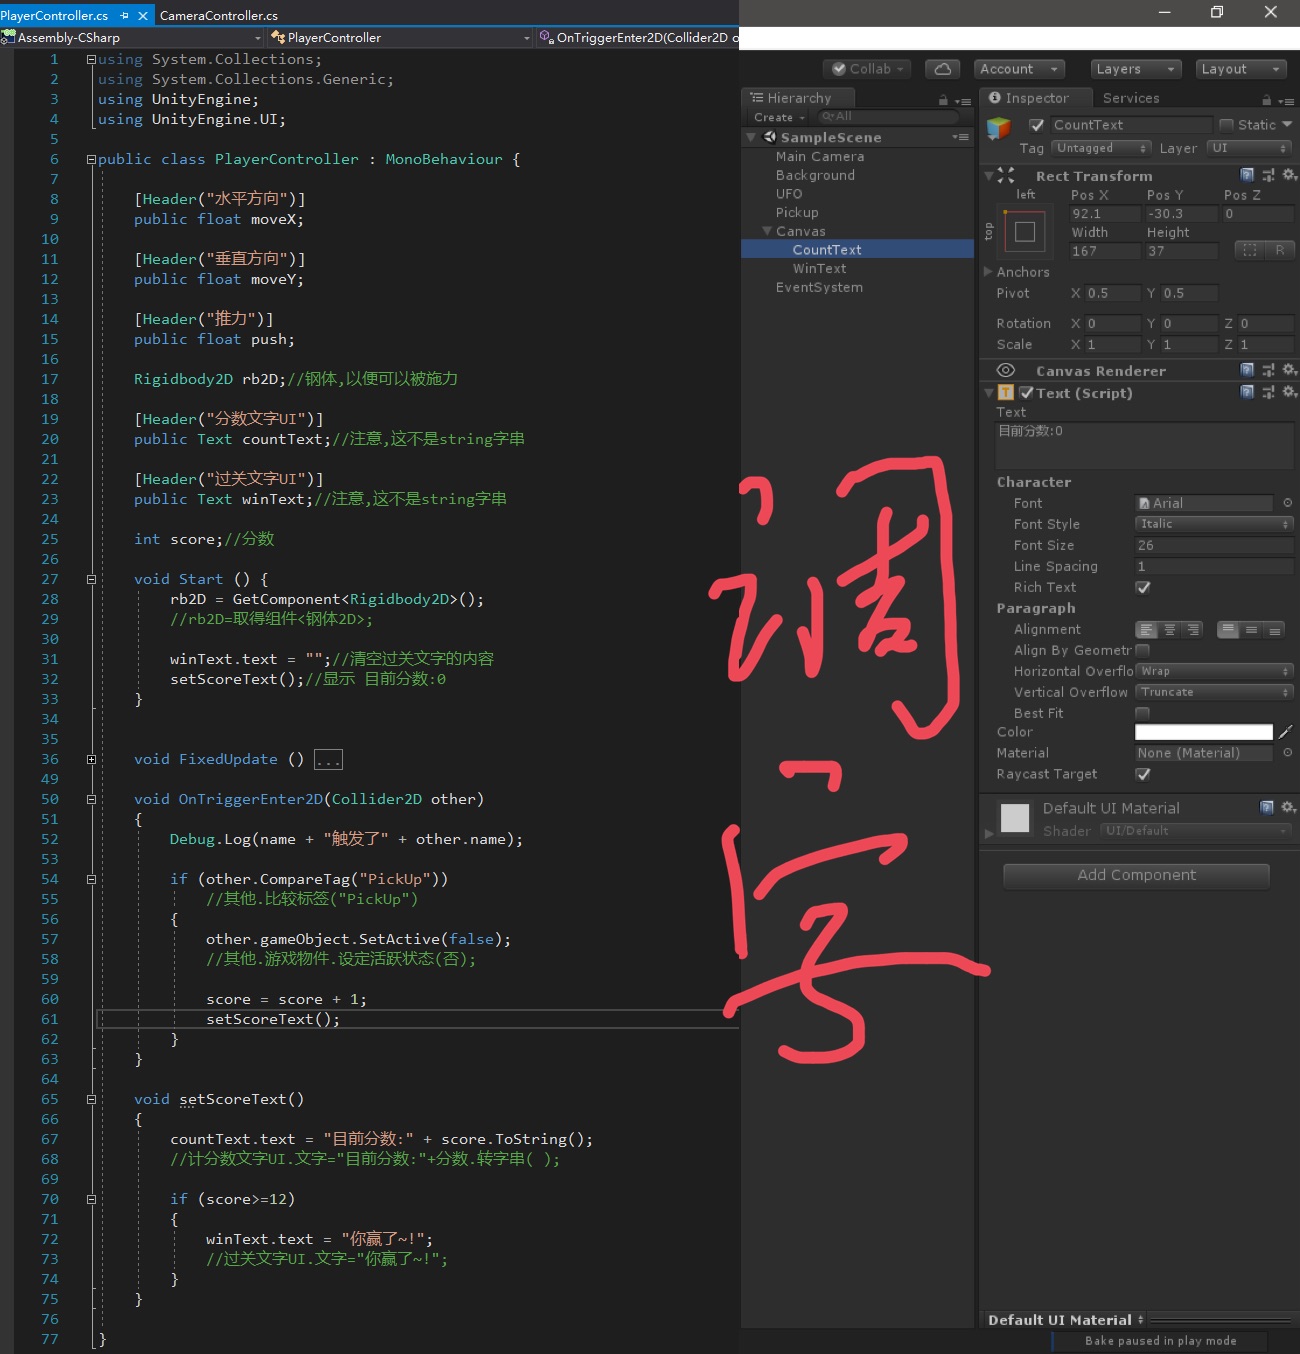 PlayerController.cs
CameraController.cs
Assembly-CSharp
PlayerController
OnTriggerEnter2D(Collider2D o
1 using System.Collections;
2 using System.Collections.Generic;
3 using UnityEngine;
4 using UnityEngine.UI;
5
6 public class PlayerController : MonoBehaviour {
7
8 [Header("水平方向")]
9 public float moveX;
10
11 [Header("垂直方向")]
12 public float moveY;
13
14 [Header("推力")]
15 public float push;
16
17 Rigidbody2D rb2D;//钢体,以便可以被施力
18
19 [Header("分数文字UI")]
20 public Text countText;//注意,这不是string字串
21
22 [Header("过关文字UI")]
23 public Text winText;//注意,这不是string字串
24
25 int score;//分数
26
27 void Start () {
28 rb2D = GetComponent<Rigidbody2D>();
29 //rb2D=取得组件<钢体2D>;
30
31 winText.text = "";//清空过关文字的内容
32 setScoreText();//显示 目前分数:0
33 }
34
35
36 void FixedUpdate () ...
49
50 void OnTriggerEnter2D(Collider2D other)
51 {
52 Debug.Log(name + "触发了" + other.name);
53
54 if (other.CompareTag("PickUp"))
55 //其他.比较标签("PickUp")
56 {
57 other.gameObject.SetActive(false);
58 //其他.游戏物件.设定活跃状态(否);
59
60 score = score + 1;
61 setScoreText();
62 }
63 }
64
65 void setScoreText()
66 {
67 countText.text = "目前分数:" + score.ToString();
68 //计分数文字UI.文字="目前分数:"+分数.转字串( );
69
70 if (score>=12)
71 {
72 winText.text = "你赢了~!";
73 //过关文字UI.文字="你赢了~!";
74 }
75 }
76
77 }
Collab
Account
Layers
Layout
Hierarchy
Create
All
SampleScene
Main Camera
Background
UFO
Pickup
Canvas
CountText
WinText
EventSystem
Inspector
Services
CountText
Static
Tag Untagged Layer UI
Rect Transform
left
top
Pos X Pos Y Pos Z
92.1 -30.3 0
Width Height
167 37
R
Anchors
Pivot X 0.5 Y 0.5
Rotation X 0 Y 0 Z 0
Scale X 1 Y 1 Z 1
Canvas Renderer
Text (Script)
Text
目前分数:0
Character
Font Arial
Font Style Italic
Font Size 26
Line Spacing 1
Rich Text
Paragraph
Alignment
Align By Geometr
Horizontal Overflo Wrap
Vertical Overflow Truncate
Best Fit
Color
Material None (Material)
Raycast Target
Default UI Material
Shader UI/Default
Add Component
Default UI Material
Bake paused in play mode
调
字